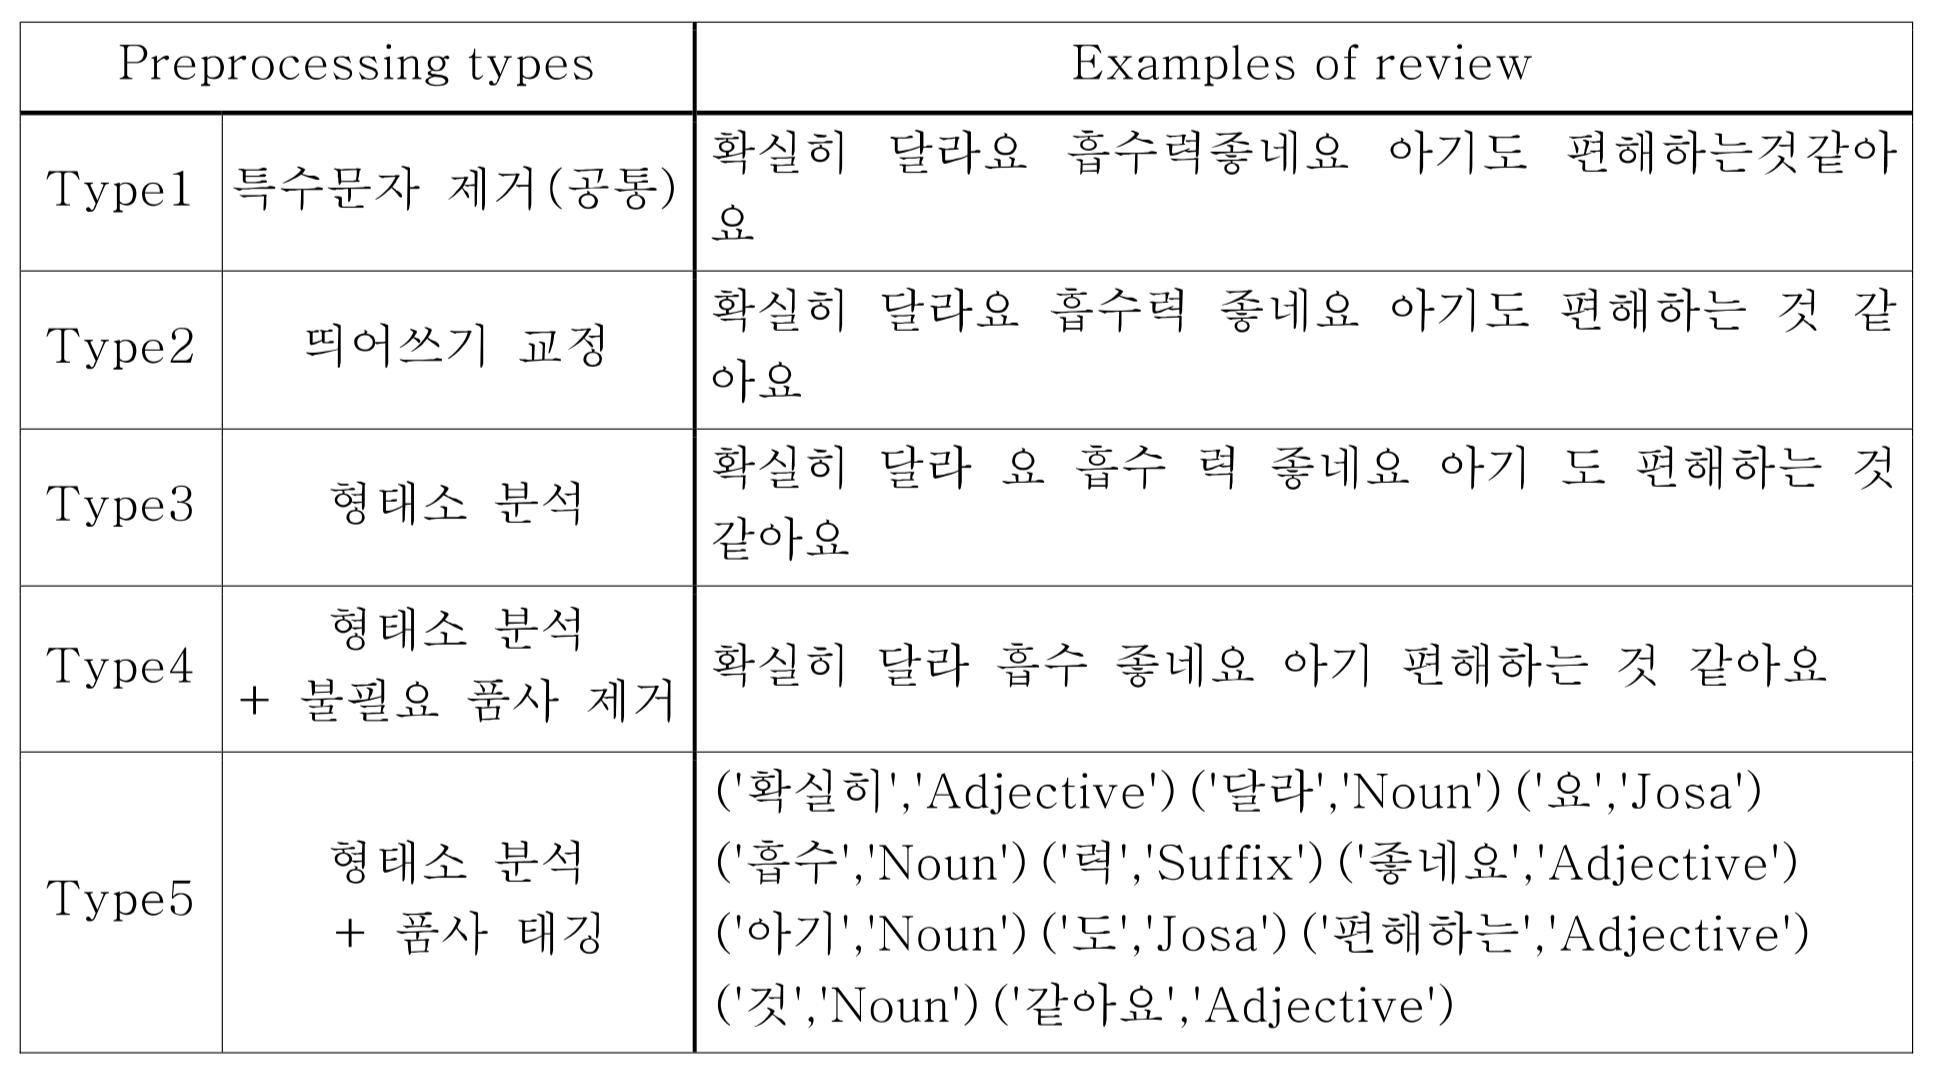 Preprocessing types
Examples of review
Type1
특수문자 제거(공통)
확실히 달라요 흡수력좋네요 아기도 편해하는것같아
요
Type2
띄어쓰기 교정
확실히 달라요 흡수력 좋네요 아기도 편해하는 것 같
아요
Type3
형태소 분석
확실히 달라 요 흡수 력 좋네요 아기 도 편해하는 것
같아요
Type4
형태소 분석
+ 불필요 품사 제거
확실히 달라 흡수 좋네요 아기 편해하는 것 같아요
Type5
형태소 분석
+ 품사 태깅
('확실히','Adjective')('달라','Noun')('요','Josa')
('흡수','Noun')('력','Suffix')('좋네요','Adjective')
('아기','Noun')('도','Josa')('편해하는','Adjective')
('것','Noun')('같아요','Adjective')